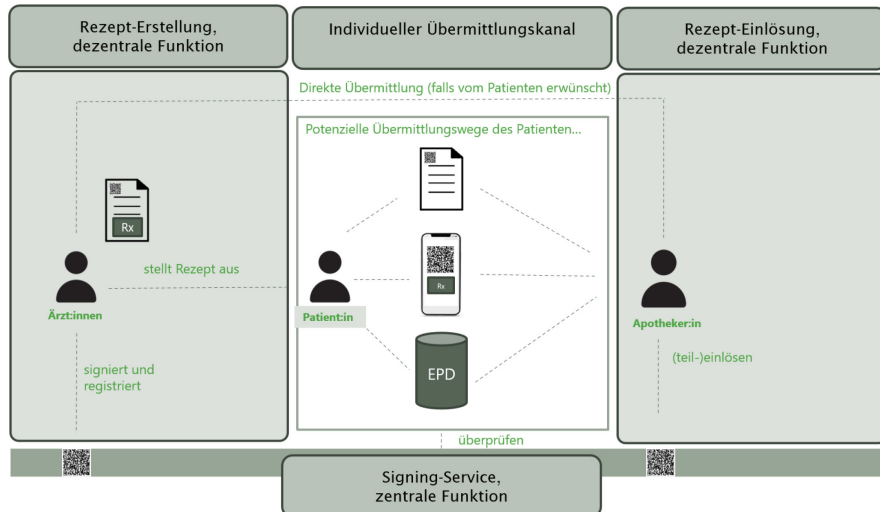 Rezept-Erstellung,
dezentrale Funktion
Individueller Übermittlungskanal
Rezept-Einlösung,
dezentrale Funktion
Direkte Übermittlung (falls vom Patienten erwünscht)
Potenzielle Übermittlungswege des Patienten...
Rx
stellt Rezept aus
Rx
Ärzt:innen
Patient:in
Apotheker:in
signiert und
registriert
EPD
(teil-)einlösen
überprüfen
Signing-Service,
zentrale Funktion